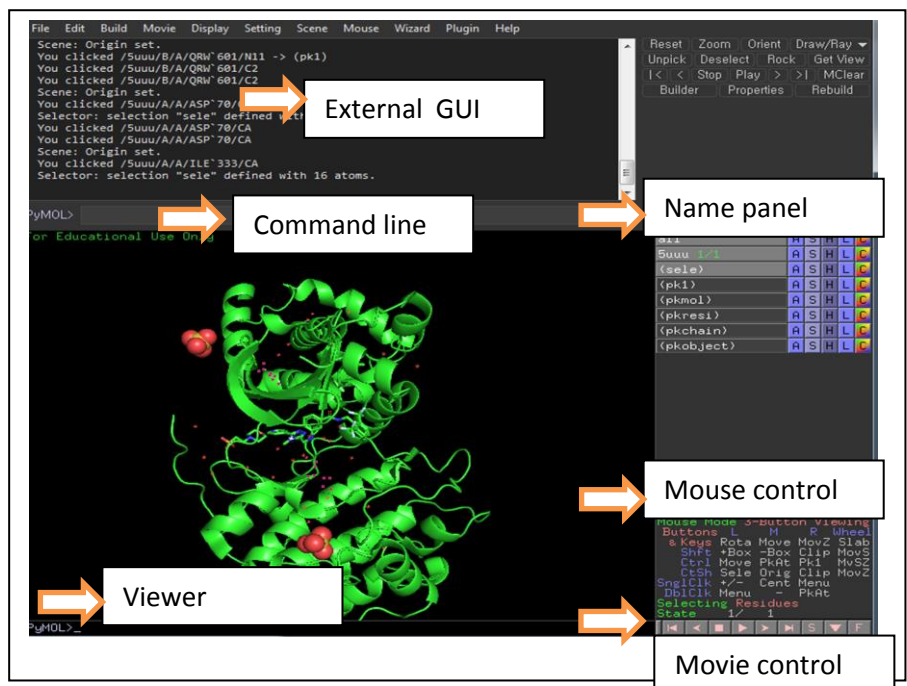 File Edit Build Movie Display Setting Scene Mouse Wizard Plugin Help
Scene: Origin set.
You clicked /5uuu/B/A/QRW`601/N11 -> (pk1)
You clicked /5uuu/B/A/QRW`601/C2
You clicked /5uuu/B/A/QRW`601/C2
Scene: Origin set.
You clicked /5uuu/A/A/ASP`70/
Selector: selection "sele" defined
You clicked /5uuu/A/A/ASP`70/CA
You clicked /5uuu/A/A/ASP`70/CA
Scene: Origin set.
You clicked /5uuu/A/A/ILE`333/CA
Selector: selection "sele" defined with 16 atoms.
External GUI
Reset Zoom Orient Draw/Ray
Unpick Deselect Rock Get View
|< < Stop Play > >| MClear
Builder Properties Rebuild
PyMOL>
Command line
Name panel
For Educational Use Only
all A S H L C
5uuu 1/1 A S H L C
(sele) A S H L C
(pk1) A S H L C
(pkmol) A S H L C
(pkresi) A S H L C
(pkchain) A S H L C
(pkobject) A S H L C
Mouse control
Mouse Mode 3-Button Viewing
Buttons L M R Wheel
& Keys Rota Move MovZ Slab
Shft +Box -Box Clip MovS
Ctrl Move PkAt Pk1 MvSZ
CtSh Sele Orig Clip MovZ
SnglClk +/- Cent Menu
DblClk Menu - PkAt
Selecting Residues
State 1/ 1
Viewer
PyMOL>_
S F
Movie control